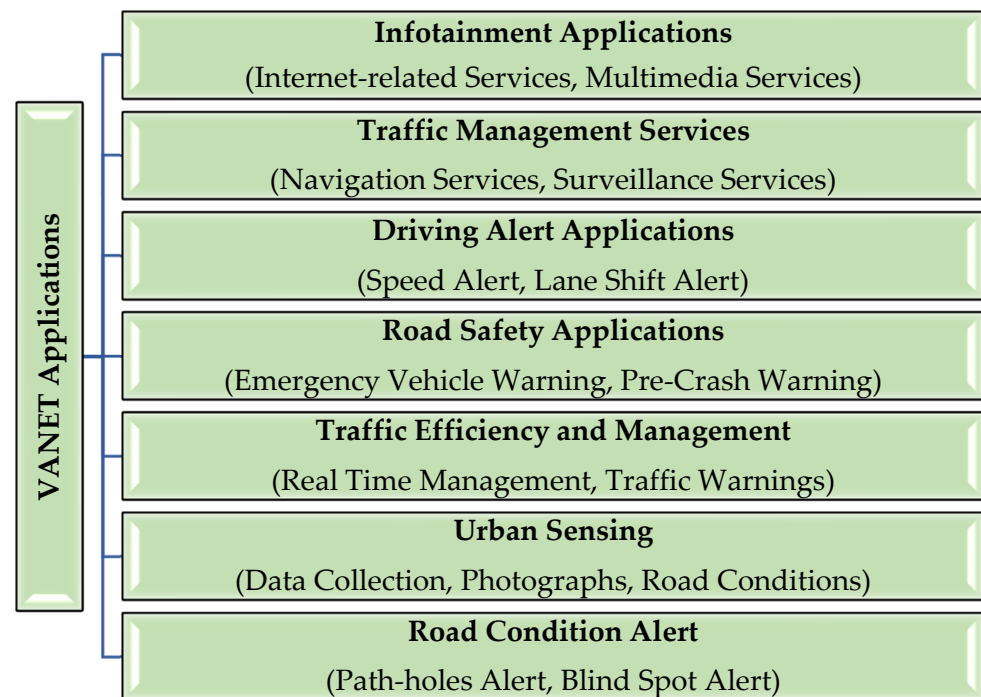 VANET Applications
Infotainment Applications
(Internet-related Services, Multimedia Services)
Traffic Management Services
(Navigation Services, Surveillance Services)
Driving Alert Applications
(Speed Alert, Lane Shift Alert)
Road Safety Applications
(Emergency Vehicle Warning, Pre-Crash Warning)
Traffic Efficiency and Management
(Real Time Management, Traffic Warnings)
Urban Sensing
(Data Collection, Photographs, Road Conditions)
Road Condition Alert
(Path-holes Alert, Blind Spot Alert)